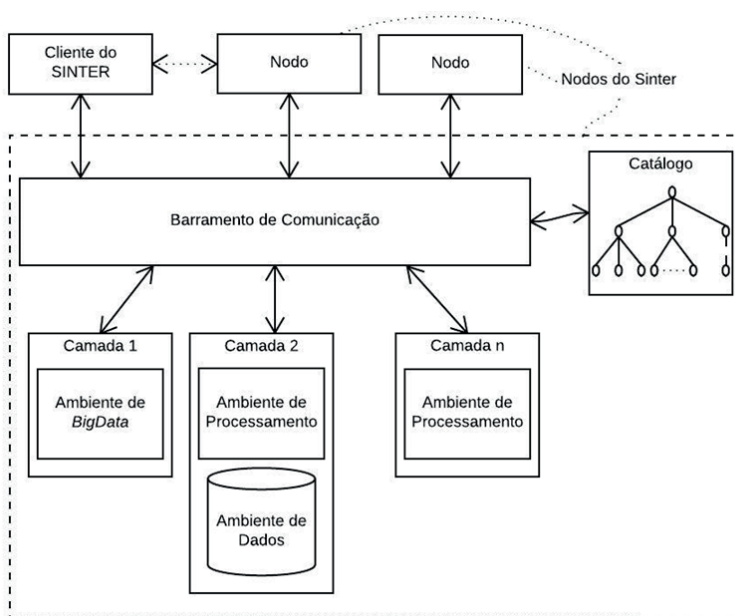 Cliente do
SINTER
Nodo
Nodo
Nodos do Sinter
Catálogo
Barramento de Comunicação
Camada 1
Ambiente de
BigData
Camada 2
Ambiente de
Processamento
Ambiente de
Dados
Camada n
Ambiente de
Processamento